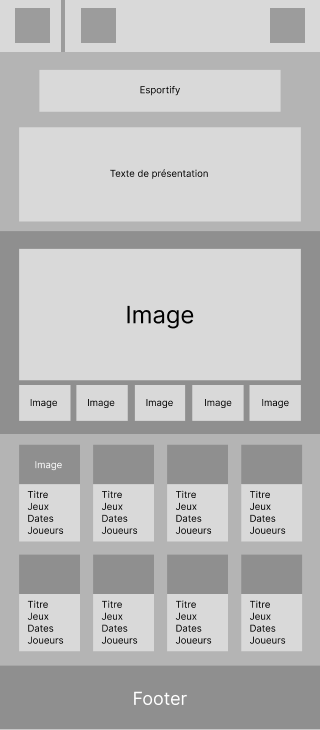 Esportify
Texte de présentation
Image
Image Image Image Image Image
Image
Titre Titre Titre Titre
Jeux Jeux Jeux Jeux
Dates Dates Dates Dates
Joueurs Joueurs Joueurs Joueurs
Titre Titre Titre Titre
Jeux Jeux Jeux Jeux
Dates Dates Dates Dates
Joueurs Joueurs Joueurs Joueurs
Footer